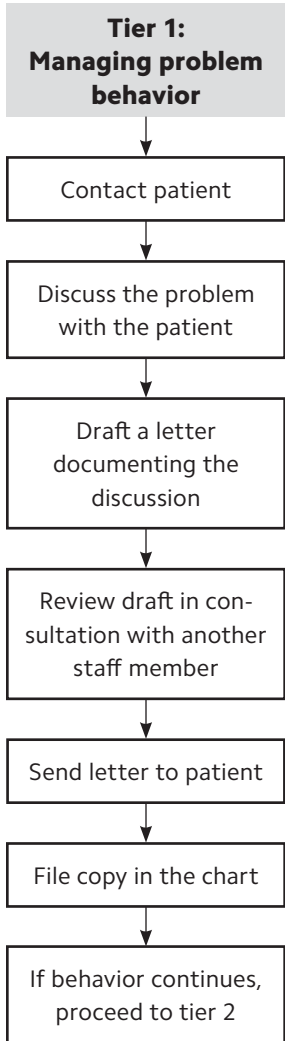 Tier 1:
Managing problem
behavior
Contact patient
Discuss the problem
with the patient
Draft a letter
documenting the
discussion
Review draft in con-
sultation with another
staff member
Send letter to patient
File copy in the chart
If behavior continues,
proceed to tier 2